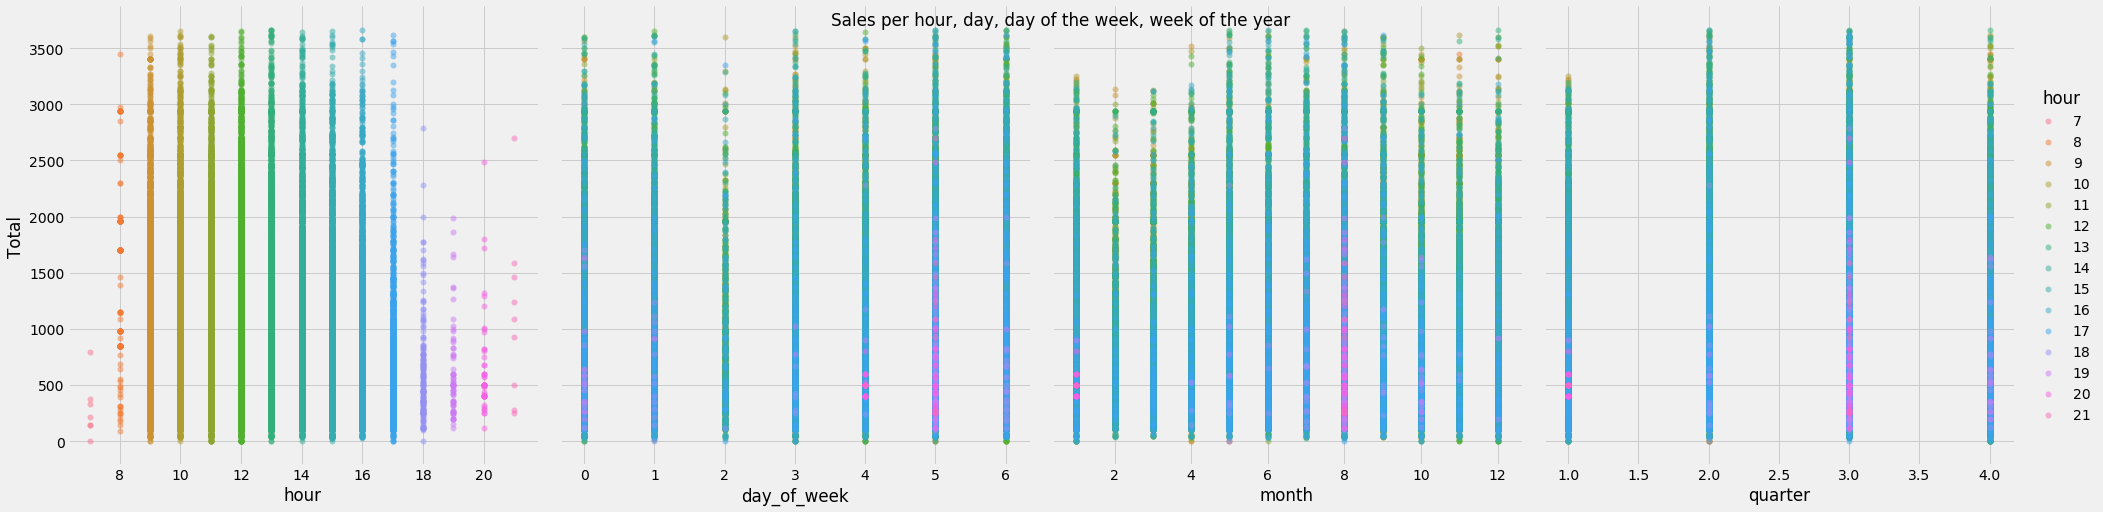 Sales per hour, day, day of the week, week of the year
Total
3500
3000
2500
2000
1500
1000
500
0
8 10 12 14 16 18 20
hour
0 1 2 3 4 5 6
day_of_week
2 4 6 8 10 12
month
1.0 1.5 2.0 2.5 3.0 3.5 4.0
quarter
hour
7
8
9
10
11
12
13
14
15
16
17
18
19
20
21